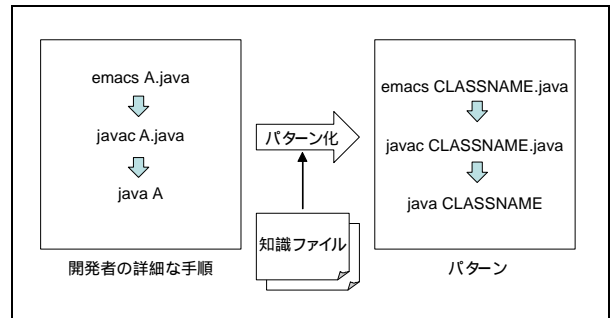 emacs A.java
javac A.java
java A
開発者の詳細な手順
パターン化
知識ファイル
emacs CLASSNAME.java
javac CLASSNAME.java
java CLASSNAME
パターン